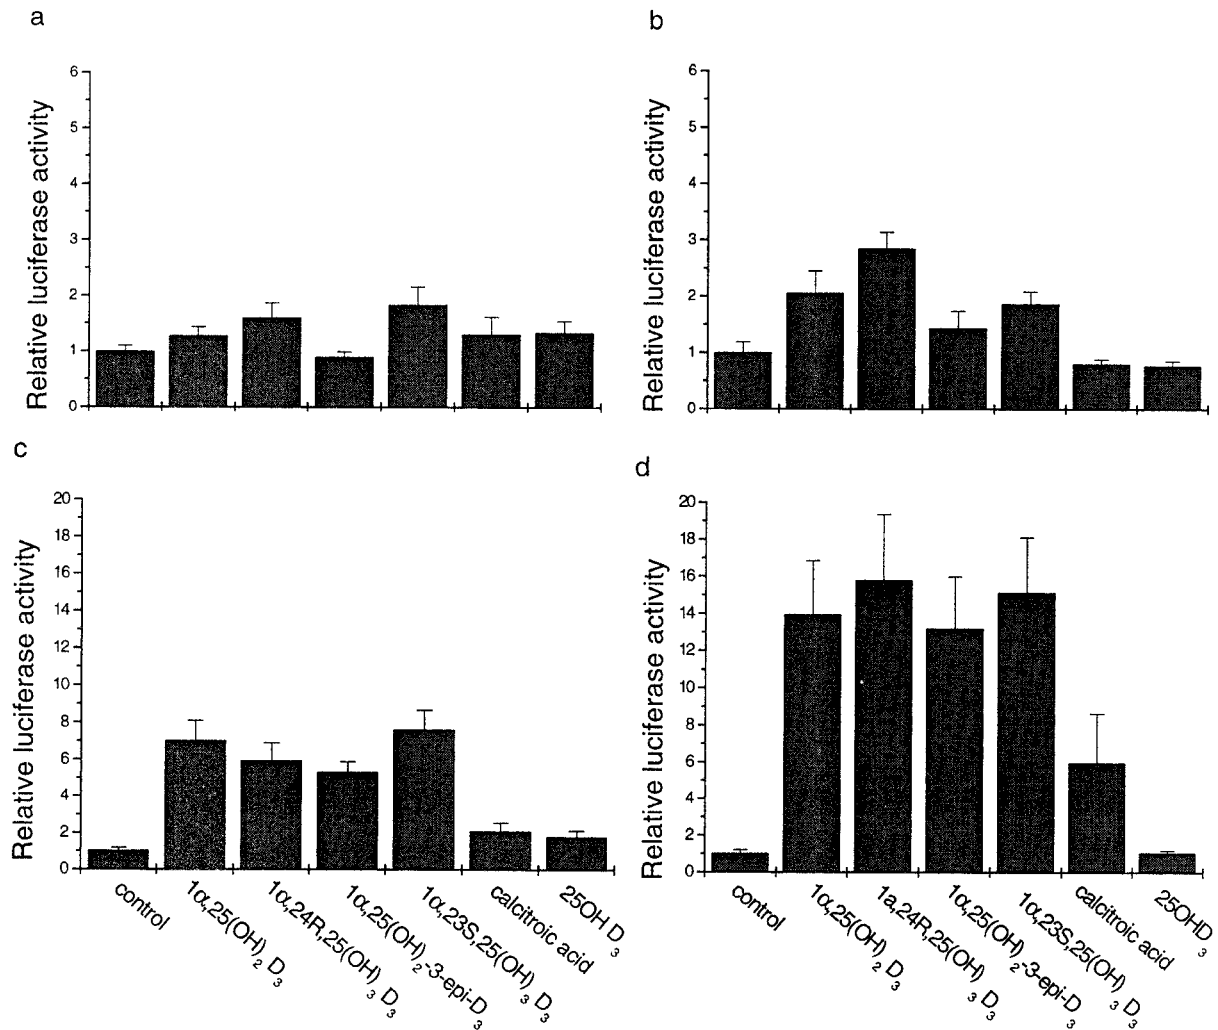 a
b
6
5
4
3
2
1
0
Relative luciferase activity
6
5
4
3
2
1
0
Relative luciferase activity
c
d
20
18
16
14
12
10
8
6
4
2
0
Relative luciferase activity
20
18
16
14
12
10
8
6
4
2
0
Relative luciferase activity
control
1α,25(OH)₂ D₃
1α,24R,25(OH)₃ D₃
1α,25(OH)₂-3-epi-D₃
1α,23S,25(OH)₃ D₃
calcitroic acid
25OH D₃
control
1α,25(OH)₂ D₃
1a,24R,25(OH)₃ D₃
1α,25(OH)₂-3-epi-D₃
1α,23S,25(OH)₃ D₃
calcitroic acid
25OHD₃